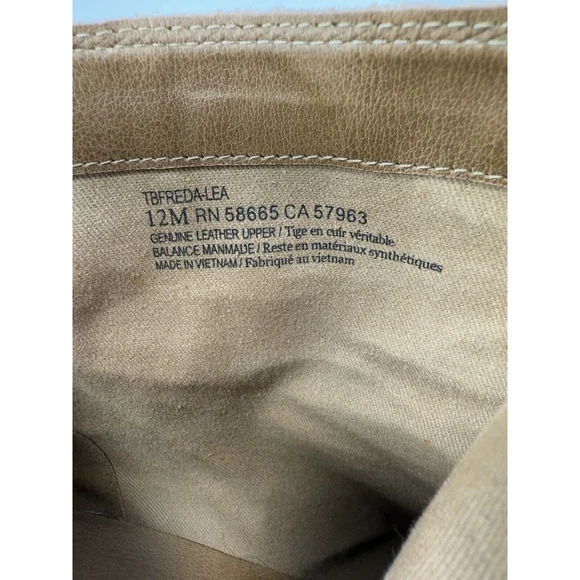 TBFREDA-LEA
12M RN 58665 CA 57963
GENUINE LEATHER UPPER / Tige en cuir véritable
BALANCE MANMADE / Reste en matériaux synthétiques
MADE IN VIETNAM / Fabriqué au vietnam